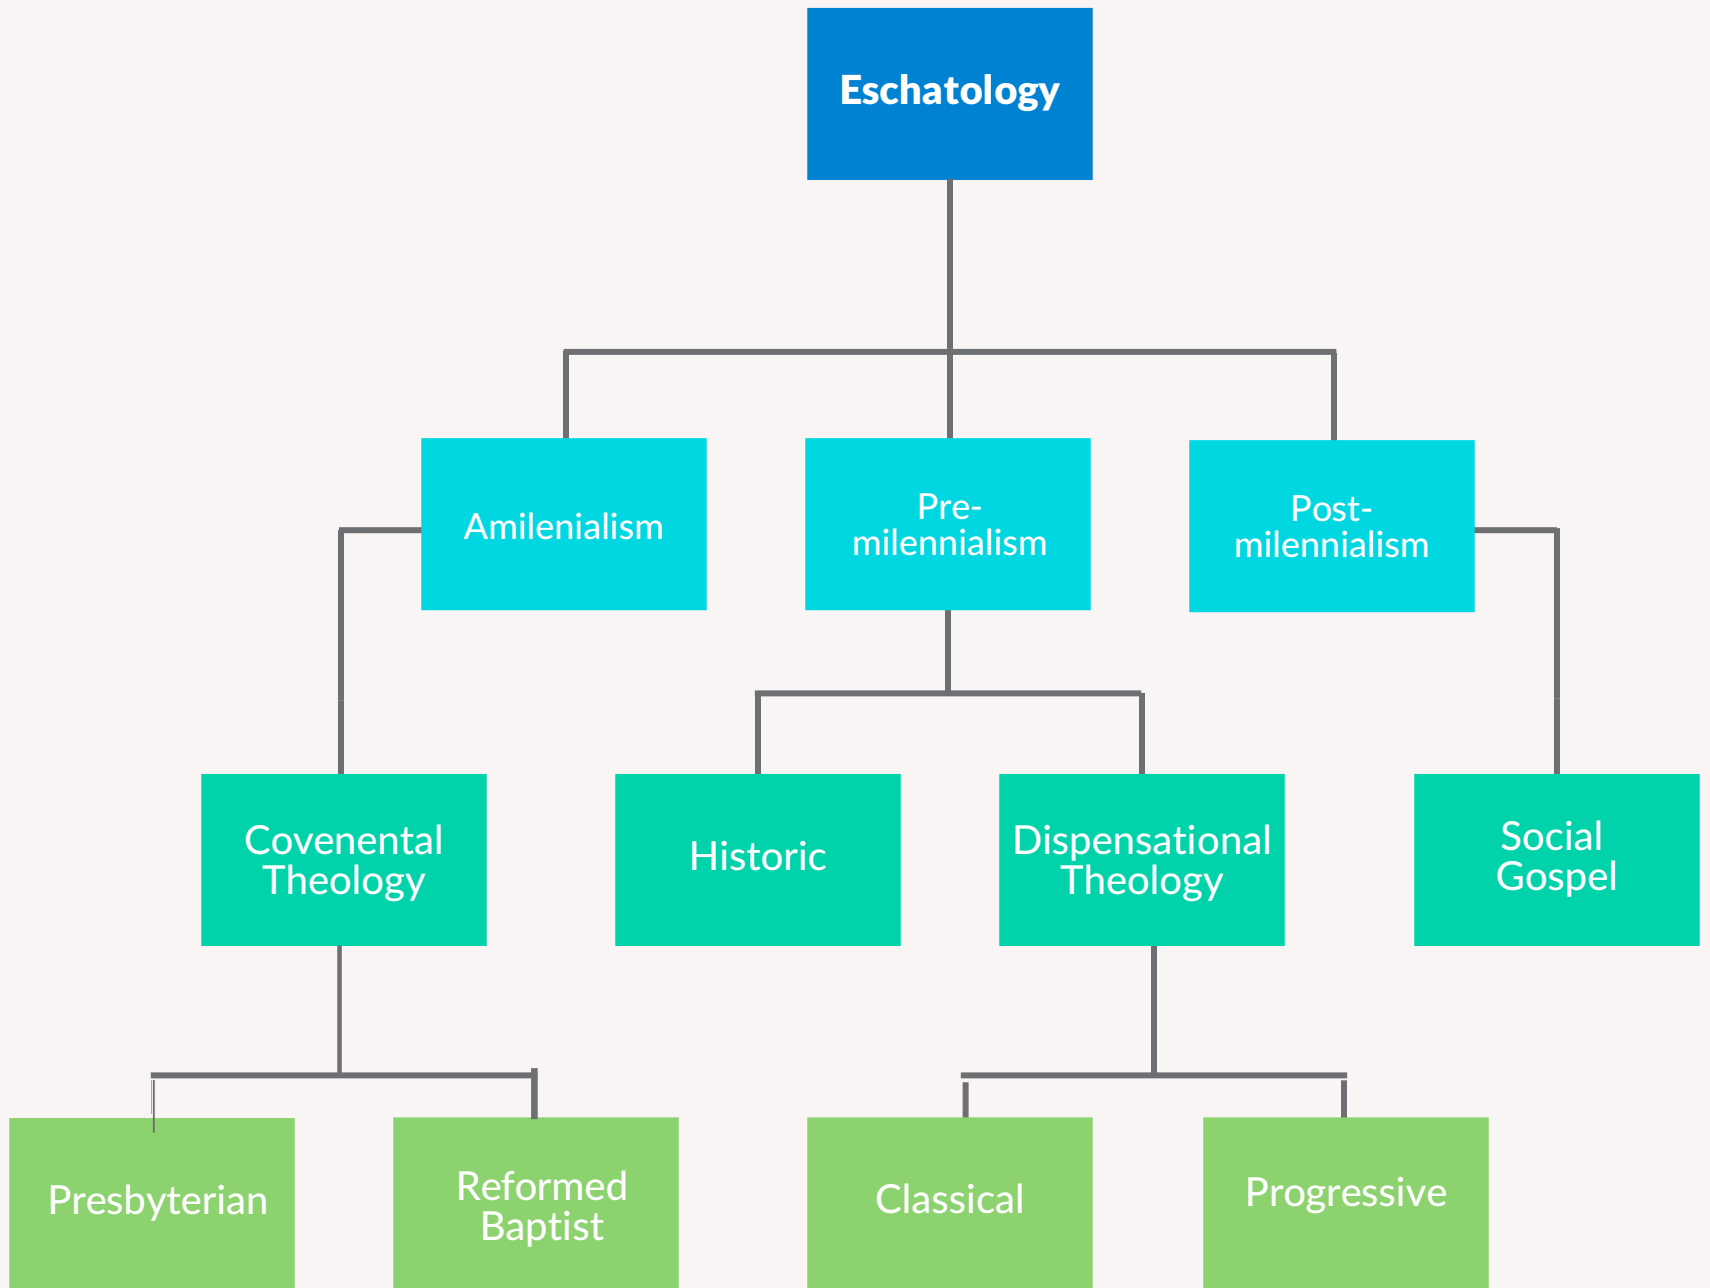 Eschatology
Amilenialism
Pre-
milennialism
Post-
milennialism
Covenental
Theology
Historic
Dispensational
Theology
Social
Gospel
Presbyterian
Reformed
Baptist
Classical
Progressive